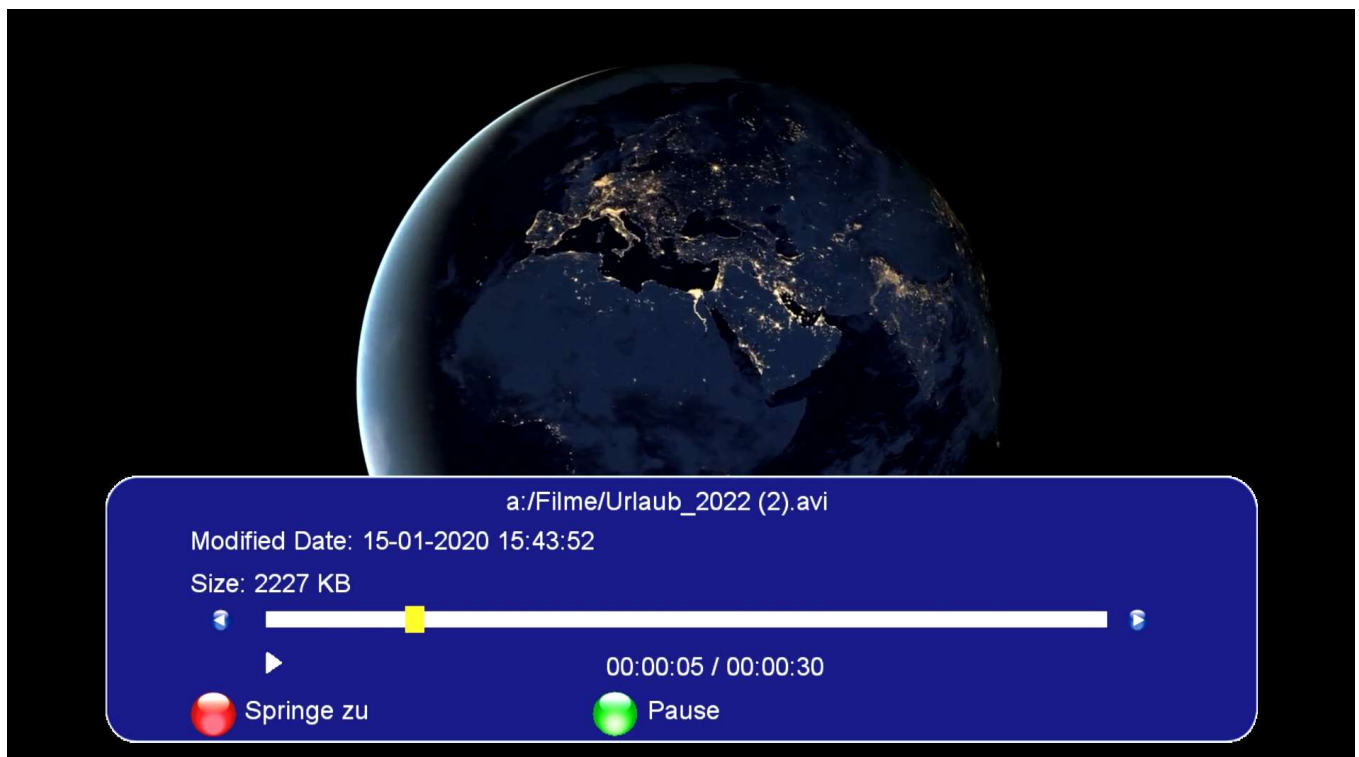 a:/Filme/Urlaub_2022 (2).avi
Modified Date: 15-01-2020 15:43:52
Size: 2227 KB
00:00:05 / 00:00:30
Springe zu
Pause